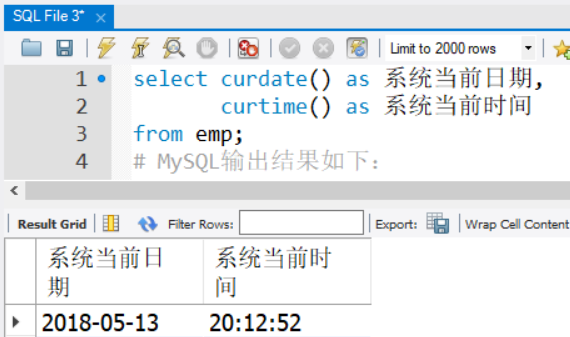 SQL File 3*
Limit to 2000 rows
1 select curdate() as 系统当前日期,
2 curtime() as 系统当前时间
3 from emp;
4 # MySQL输出结果如下:
Result Grid Filter Rows: Export: Wrap Cell Content
系统当前日期 系统当前时间
2018-05-13 20:12:52